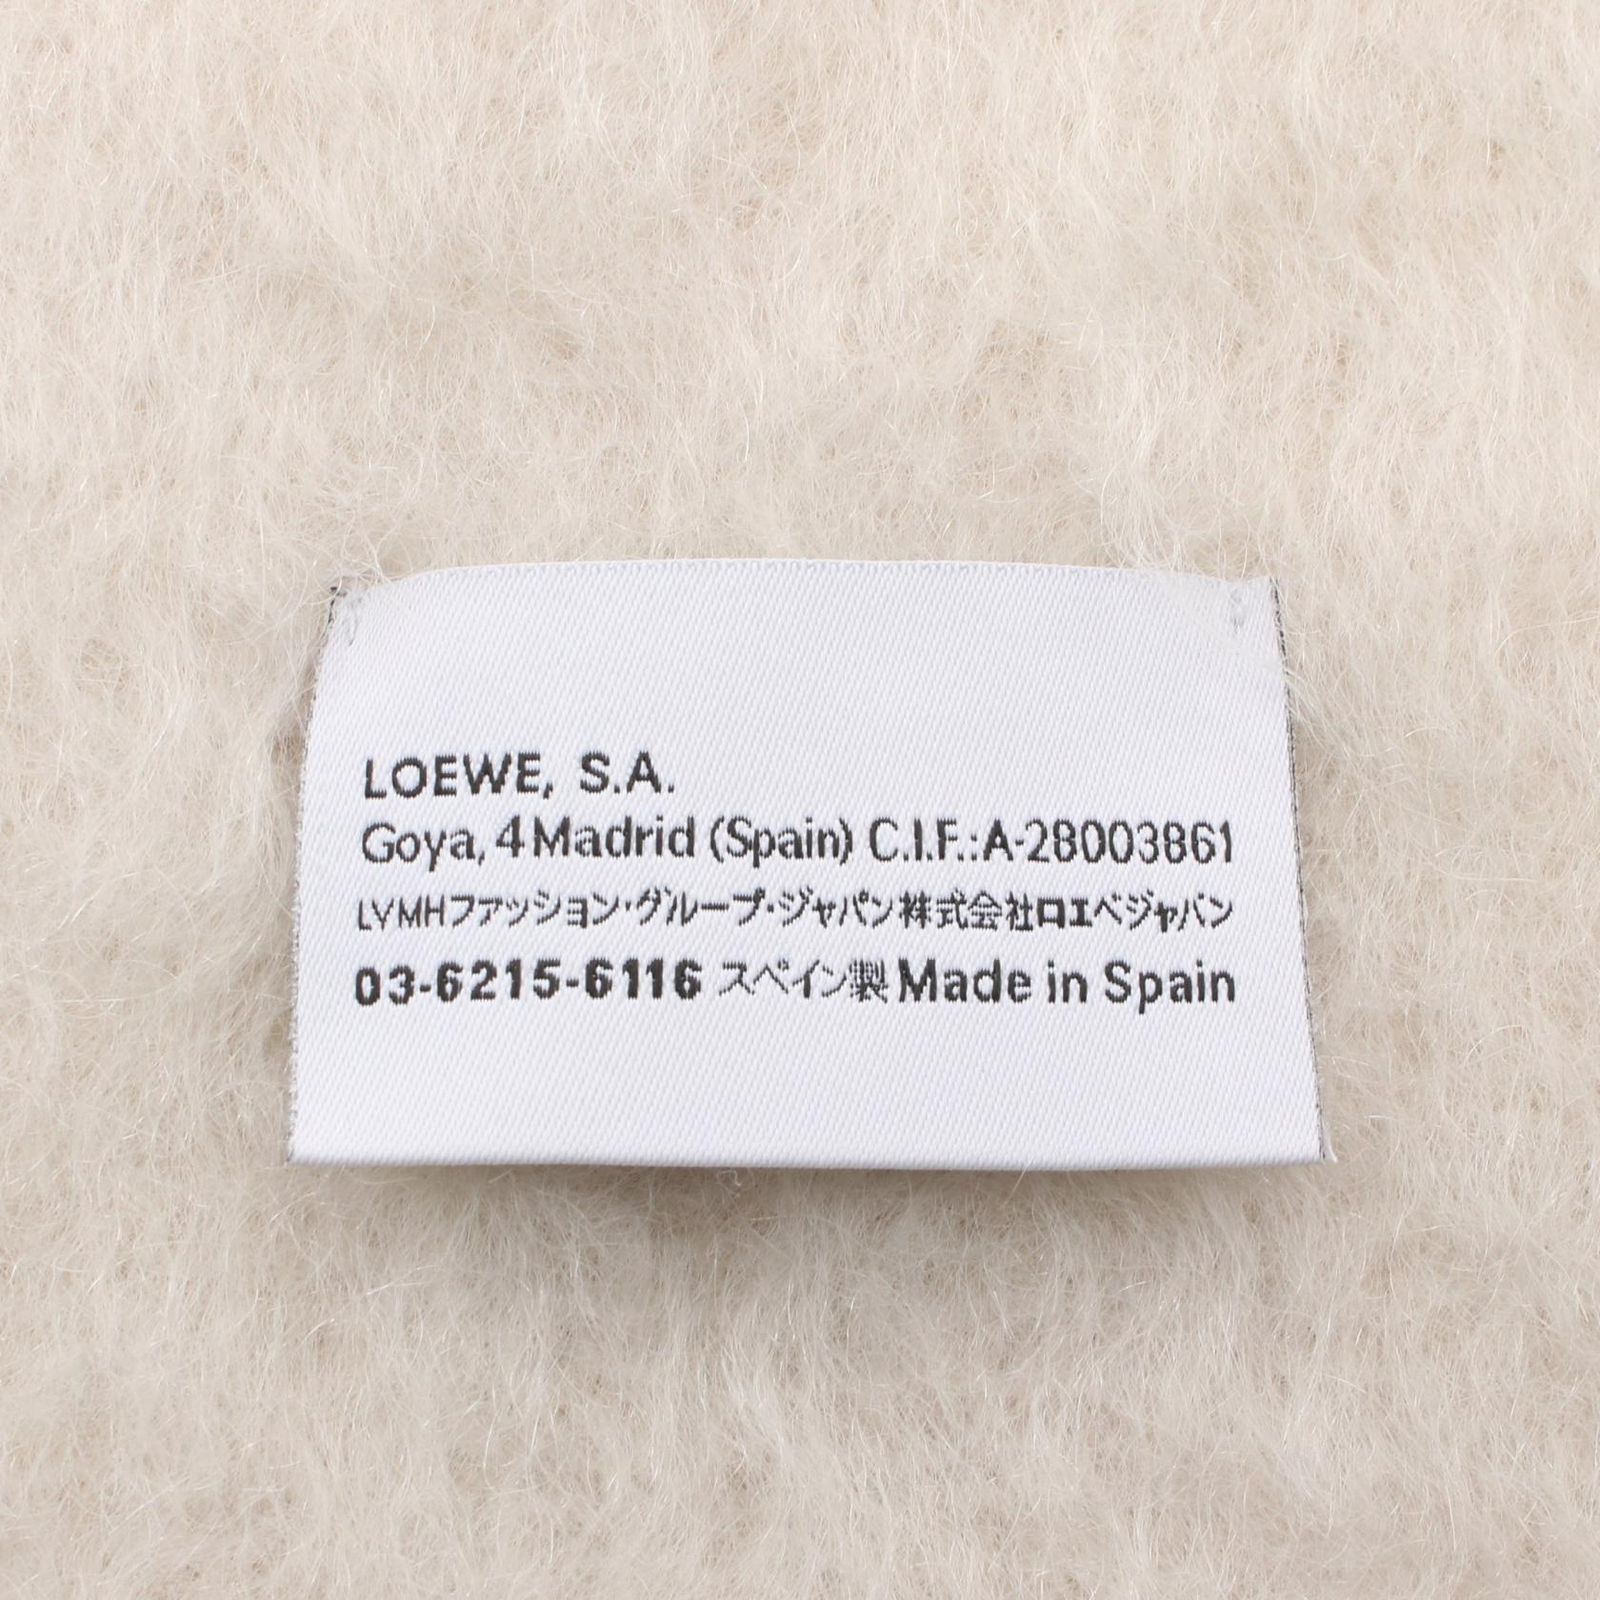 LOEWE, S.A.
Goya, 4 Madrid (Spain) C.I.F.:A-28003861
LVMHファッション・グループ・ジャパン株式会社ロエベジャパン
03-6215-6116 スペイン製 Made in Spain